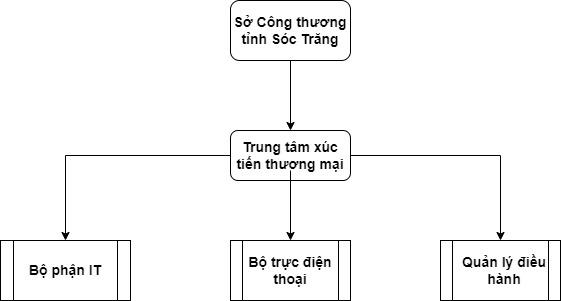 Sở Công thương
tỉnh Sóc Trăng
Trung tâm xúc
tiến thương mại
Bộ phận IT
Bộ trực điện
thoại
Quản lý điều
hành